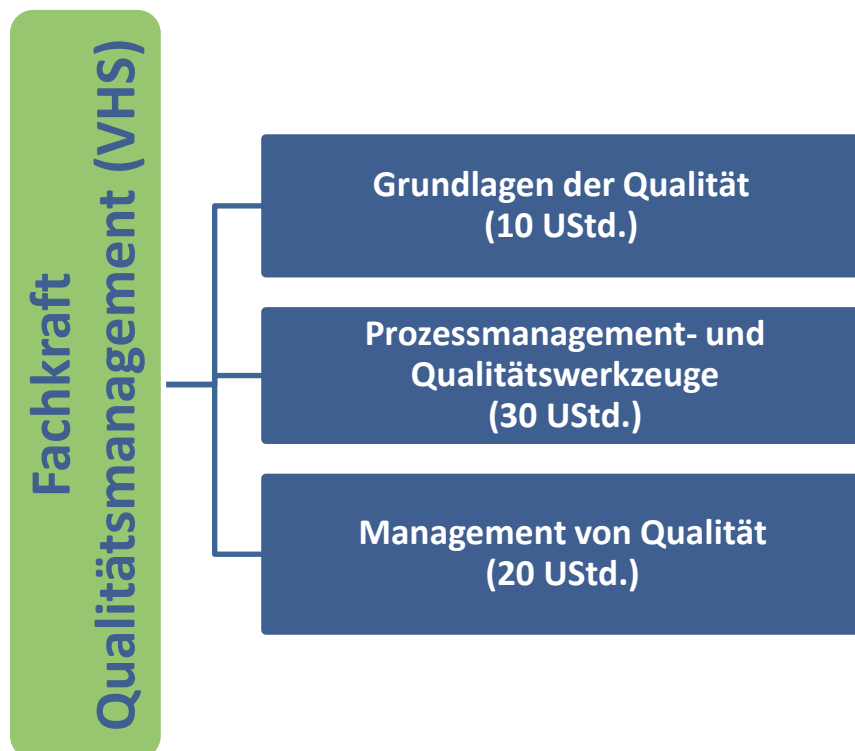 Fachkraft
Qualitätsmanagement (VHS)
Grundlagen der Qualität
(10 UStd.)
Prozessmanagement- und
Qualitätswerkzeuge
(30 UStd.)
Management von Qualität
(20 UStd.)